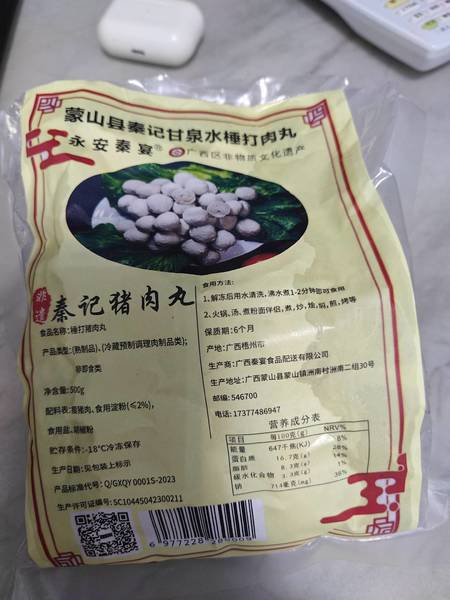 蒙山县秦记甘泉水棰打肉丸
永安秦宴® 广西区非物质文化遗产
非遗 秦记猪肉丸
食品名称:棰打猪肉丸
产品类型:(熟制品)、(冷藏预制调理肉制品类);
非即食类
净含量:500g
配料表:猪肉、食用淀粉(≤2%),
食用盐、胡椒粉
贮存条件:-18℃冷冻保存
生产日期:见包装上标示
产品标准代号:Q/GXQY 0001S-2023
生产许可证编号:SC10445042300211
食用方法:
1、解冻后用水清洗,沸水煮1-2分钟即可食用
2、火锅、汤、煮粉面伴侣,煮、炒、烩、焖、煎、烤等
保质期:6个月
产地:广西梧州市
生产商:广西秦宴食品配送有限公司
生产地址:广西蒙山县蒙山镇洲南村洲南二组30号
邮编:546700
电话:17377486947
营养成分表
项目 每100克(g) NRV%
能量 647千焦(KJ) 8%
蛋白质 16.7克(g) 28%
脂肪 8.3克(g) 14%
碳水化合物 3.3克(g) 1%
钠 714毫克(mg) 36%
6 977228 289609